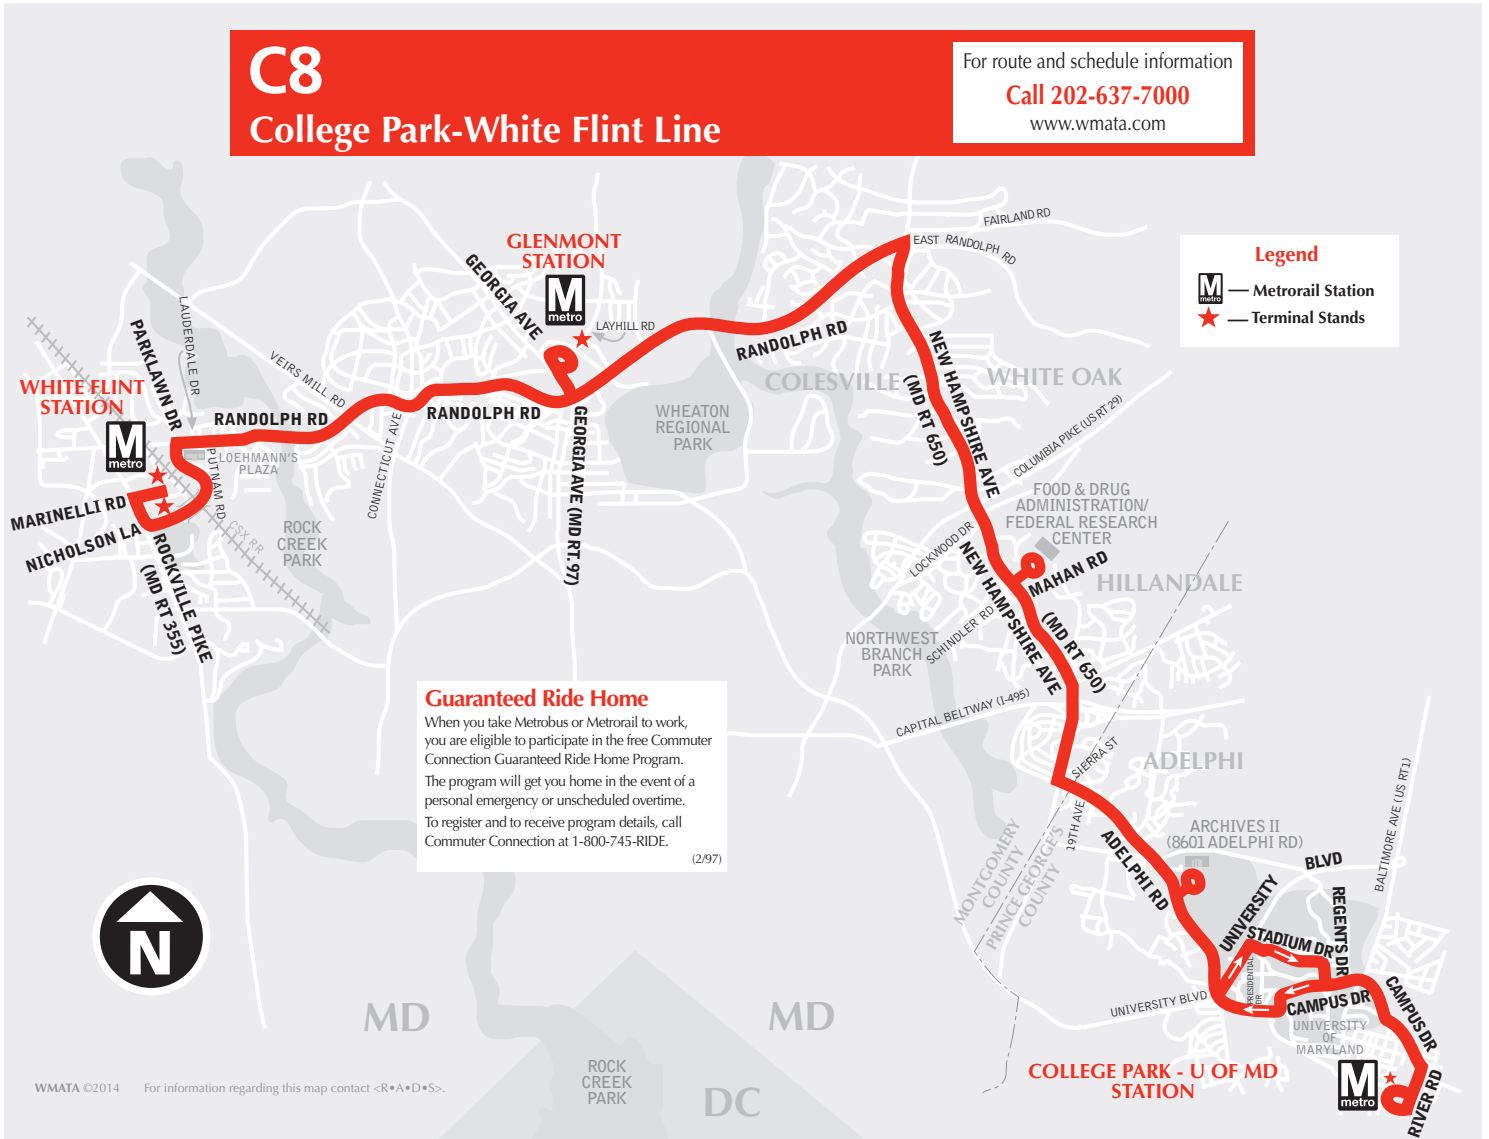 C8
College Park-White Flint Line
For route and schedule information
Call 202-637-7000
www.wmata.com
Legend
M
metro
— Metrorail Station
— Terminal Stands
FAIRLAND RD
EAST RANDOLPH RD
GLENMONT
STATION
M
metro
GEORGIA AVE
LAYHILL RD
LAUDERDALE DR
PARKLAWN DR
VEIRS MILL RD
WHITE FLINT
STATION
M
metro
RANDOLPH RD
RANDOLPH RD
RANDOLPH RD
COLESVILLE
WHITE OAK
NEW HAMPSHIRE AVE
(MD RT 650)
WHEATON
REGIONAL
PARK
COLUMBIA PIKE (US RT 29)
LOEHMANN'S
PLAZA
PUTNAM RD
CONNECTICUT AVE
GEORGIA AVE (MD RT. 97)
MARINELLI RD
NICHOLSON LA
CSX RR
ROCK
CREEK
PARK
ROCKVILLE PIKE
(MD RT 355)
FOOD & DRUG
ADMINISTRATION/
FEDERAL RESEARCH
CENTER
LOCKWOOD DR
NEW HAMPSHIRE AVE
MAHAN RD
HILLANDALE
SCHINDLER RD
(MD RT 650)
NORTHWEST
BRANCH
PARK
CAPITAL BELTWAY (I-495)
Guaranteed Ride Home
When you take Metrobus or Metrorail to work,
you are eligible to participate in the free Commuter
Connection Guaranteed Ride Home Program.
The program will get you home in the event of a
personal emergency or unscheduled overtime.
To register and to receive program details, call
Commuter Connection at 1-800-745-RIDE.
(2/97)
SIERRA ST
ADELPHI
19TH AVE
BALTIMORE AVE (US RT1)
MONTGOMERY
COUNTY
PRINCE GEORGE'S
COUNTY
ADELPHI RD
ARCHIVES II
(8601 ADELPHI RD)
UNIVERSITY
BLVD
REGENTS DR
STADIUM DR
PRESIDENTIAL
DR
UNIVERSITY BLVD
CAMPUS DR
CAMPUS DR
UNIVERSITY
OF
MARYLAND
COLLEGE PARK - U OF MD
STATION
M
metro
RIVER RD
N
MD
MD
ROCK
CREEK
PARK
DC
WMATA ©2014
For information regarding this map contact <R•A•D•S>.